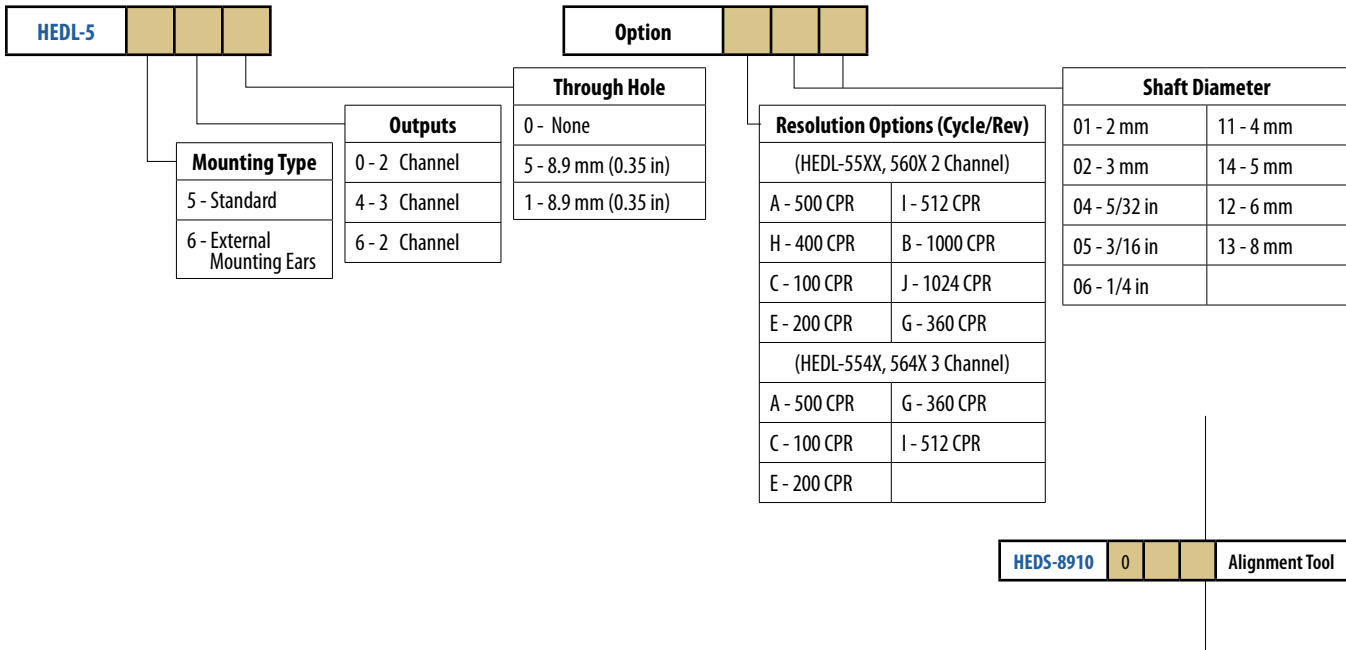 HEDL-5
Option
Mounting Type
5 - Standard
6 - External
Mounting Ears
Outputs
0 - 2 Channel
4 - 3 Channel
6 - 2 Channel
Through Hole
0 - None
5 - 8.9 mm (0.35 in)
1 - 8.9 mm (0.35 in)
Resolution Options (Cycle/Rev)
(HEDL-55XX, 560X 2 Channel)
A - 500 CPR I - 512 CPR
H - 400 CPR B - 1000 CPR
C - 100 CPR J - 1024 CPR
E - 200 CPR G - 360 CPR
(HEDL-554X, 564X 3 Channel)
A - 500 CPR G - 360 CPR
C - 100 CPR I - 512 CPR
E - 200 CPR
Shaft Diameter
01 - 2 mm 11 - 4 mm
02 - 3 mm 14 - 5 mm
04 - 5/32 in 12 - 6 mm
05 - 3/16 in 13 - 8 mm
06 - 1/4 in
HEDS-8910 0 Alignment Tool